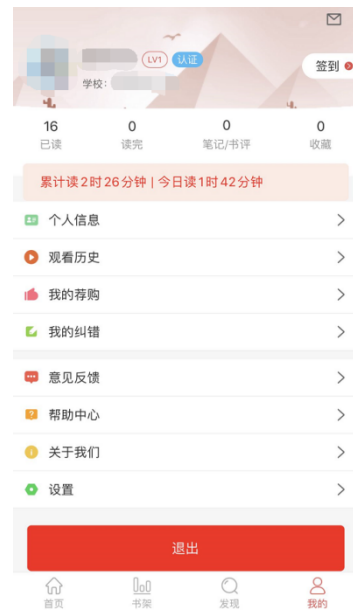 LV1 认证
签到
学校:
16 0 0 0
已读 读完 笔记/书评 收藏
累计读2时26分钟 | 今日读1时42分钟
个人信息
观看历史
我的荐购
我的纠错
意见反馈
帮助中心
关于我们
设置
退出
首页 书架 发现 我的